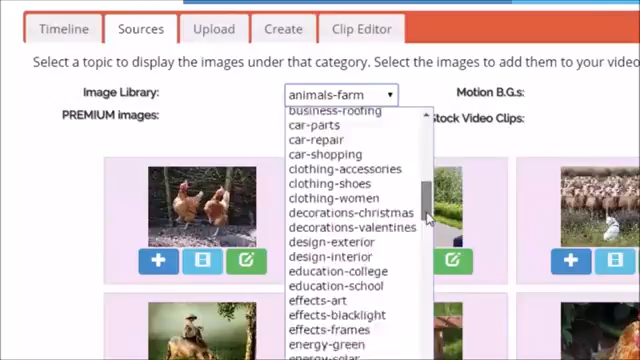 Timeline
Sources
Upload
Create
Clip Editor
Select a topic to display the images under that category. Select the images to add them to your video
Image Library:
animals-farm
Motion B.G.s:
PREMIUM images:
Stock Video Clips:
business-roofing
car-parts
car-repair
car-shopping
clothing-accessories
clothing-shoes
clothing-women
decorations-christmas
decorations-valentines
design-exterior
design-interior
education-college
education-school
effects-art
effects-blacklight
effects-frames
energy-green
energy-solar